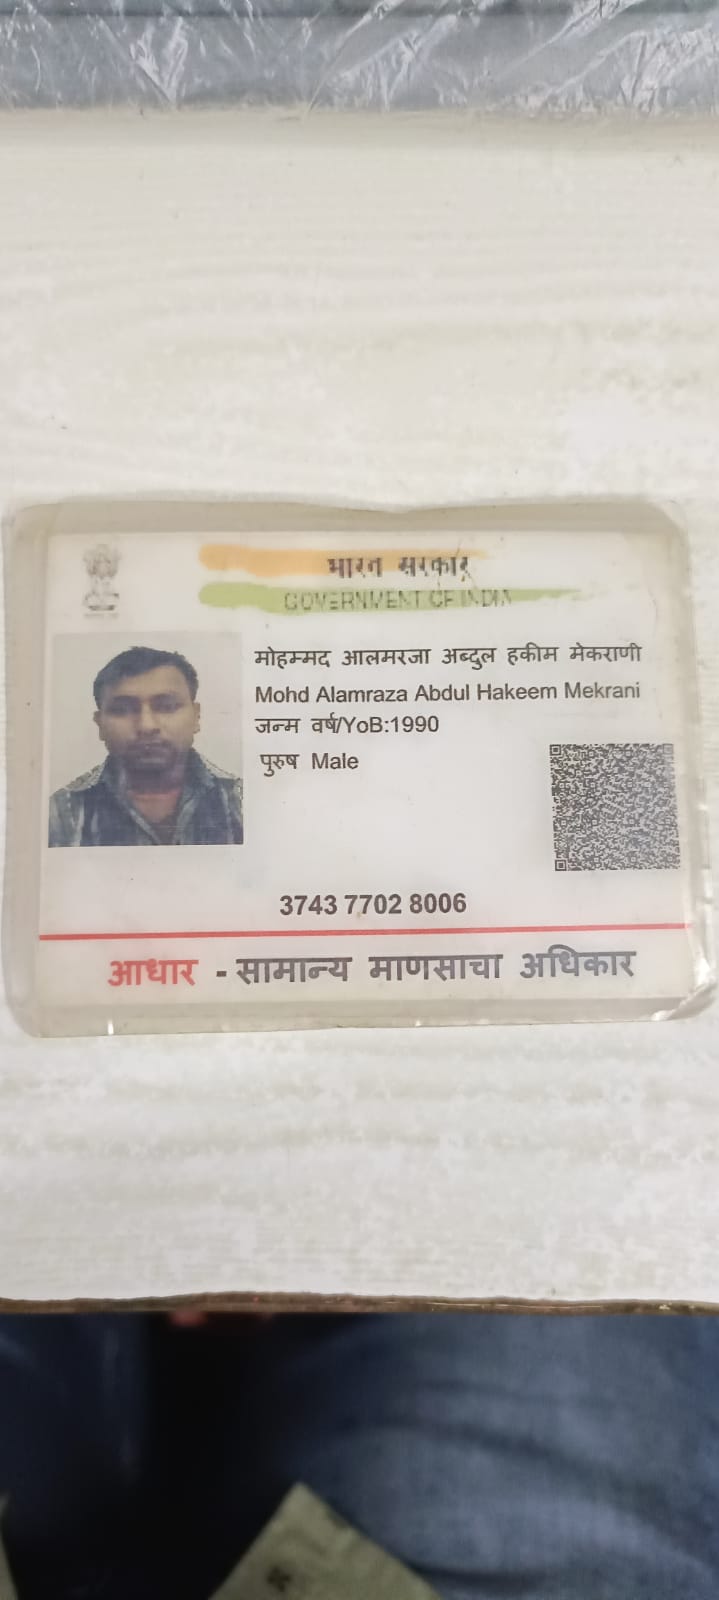 भारत सरकार
GOVERNMENT OF INDIA
मोहम्मद आलमरजा अब्दुल हकीम मेकराणी
Mohd Alamraza Abdul Hakeem Mekrani
जन्म वर्ष/YoB:1990
पुरुष Male
3743 7702 8006
आधार - सामान्य माणसाचा अधिकार